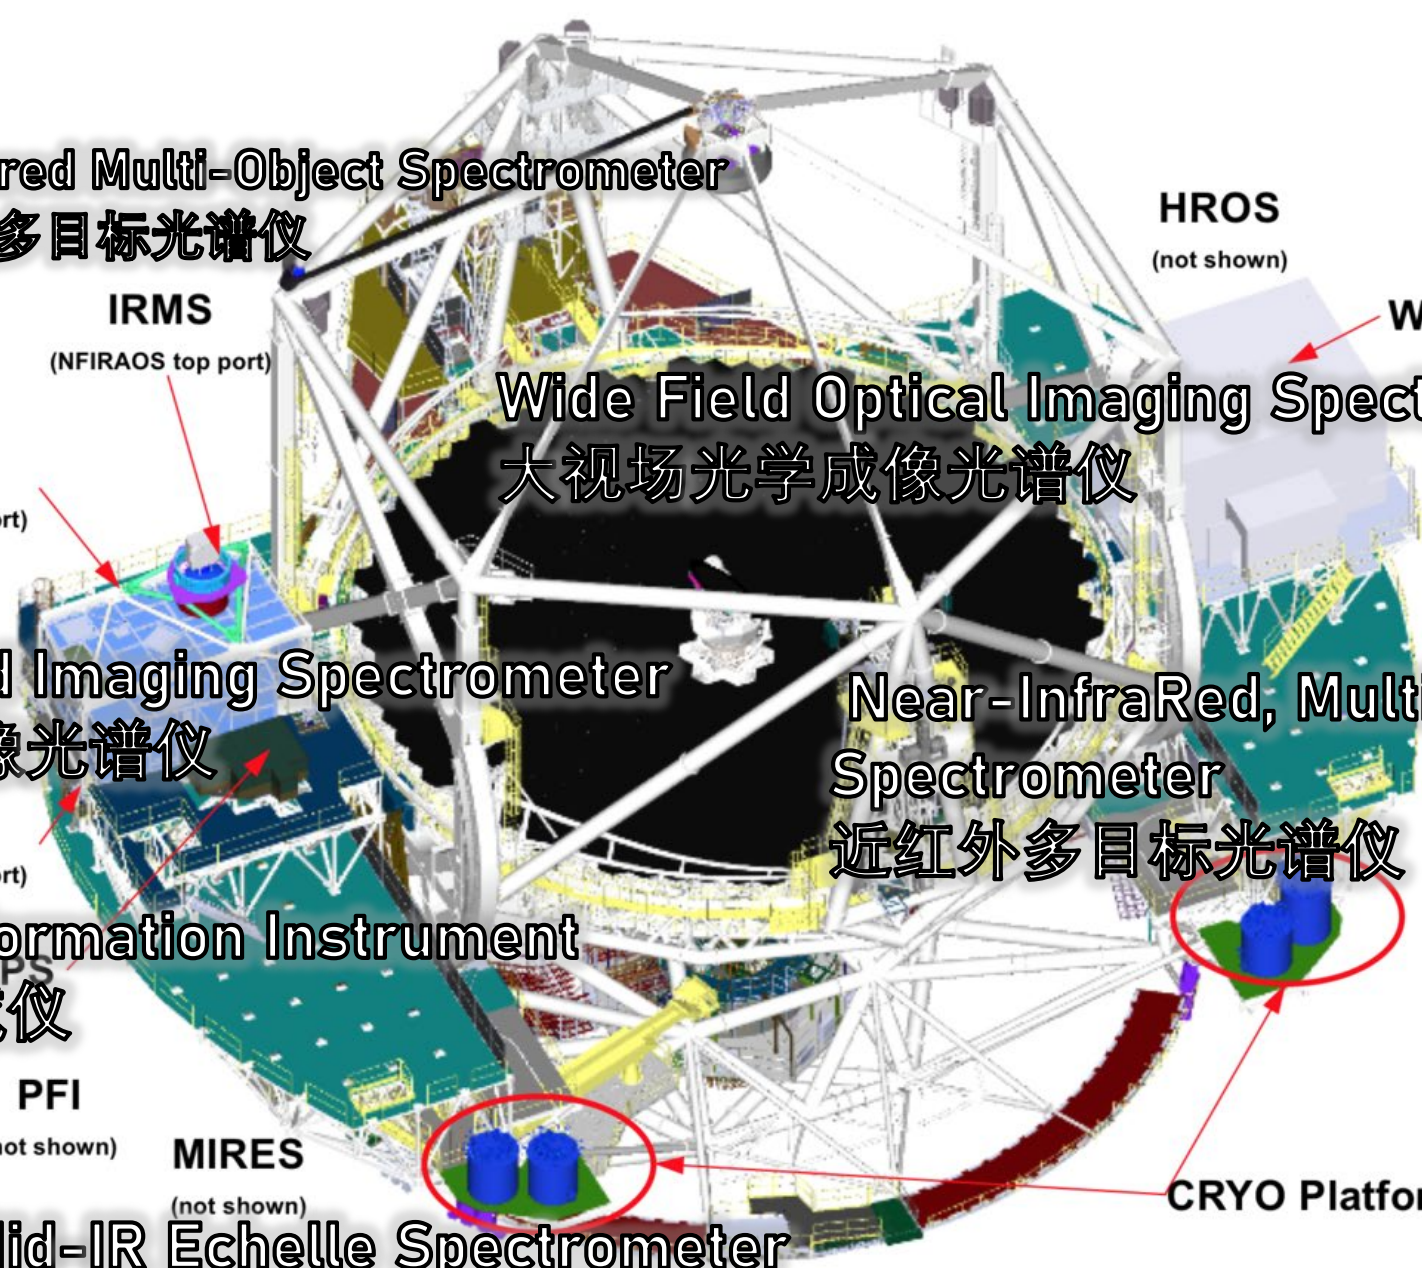 red Multi-Object Spectrometer
多目标光谱仪
HROS
(not shown)
IRMS
(NFIRAOS top port)
W
Wide Field Optical Imaging Spect
大视场光学成像光谱仪
rt)
d Imaging Spectrometer
像光谱仪
Near-InfraRed, Multi
Spectrometer
近红外多目标光谱仪
rt)
ormation Instrument
PS
仪
PFI
not shown)
MIRES
(not shown)
CRYO Platfor
id-IR Echelle Spectrometer